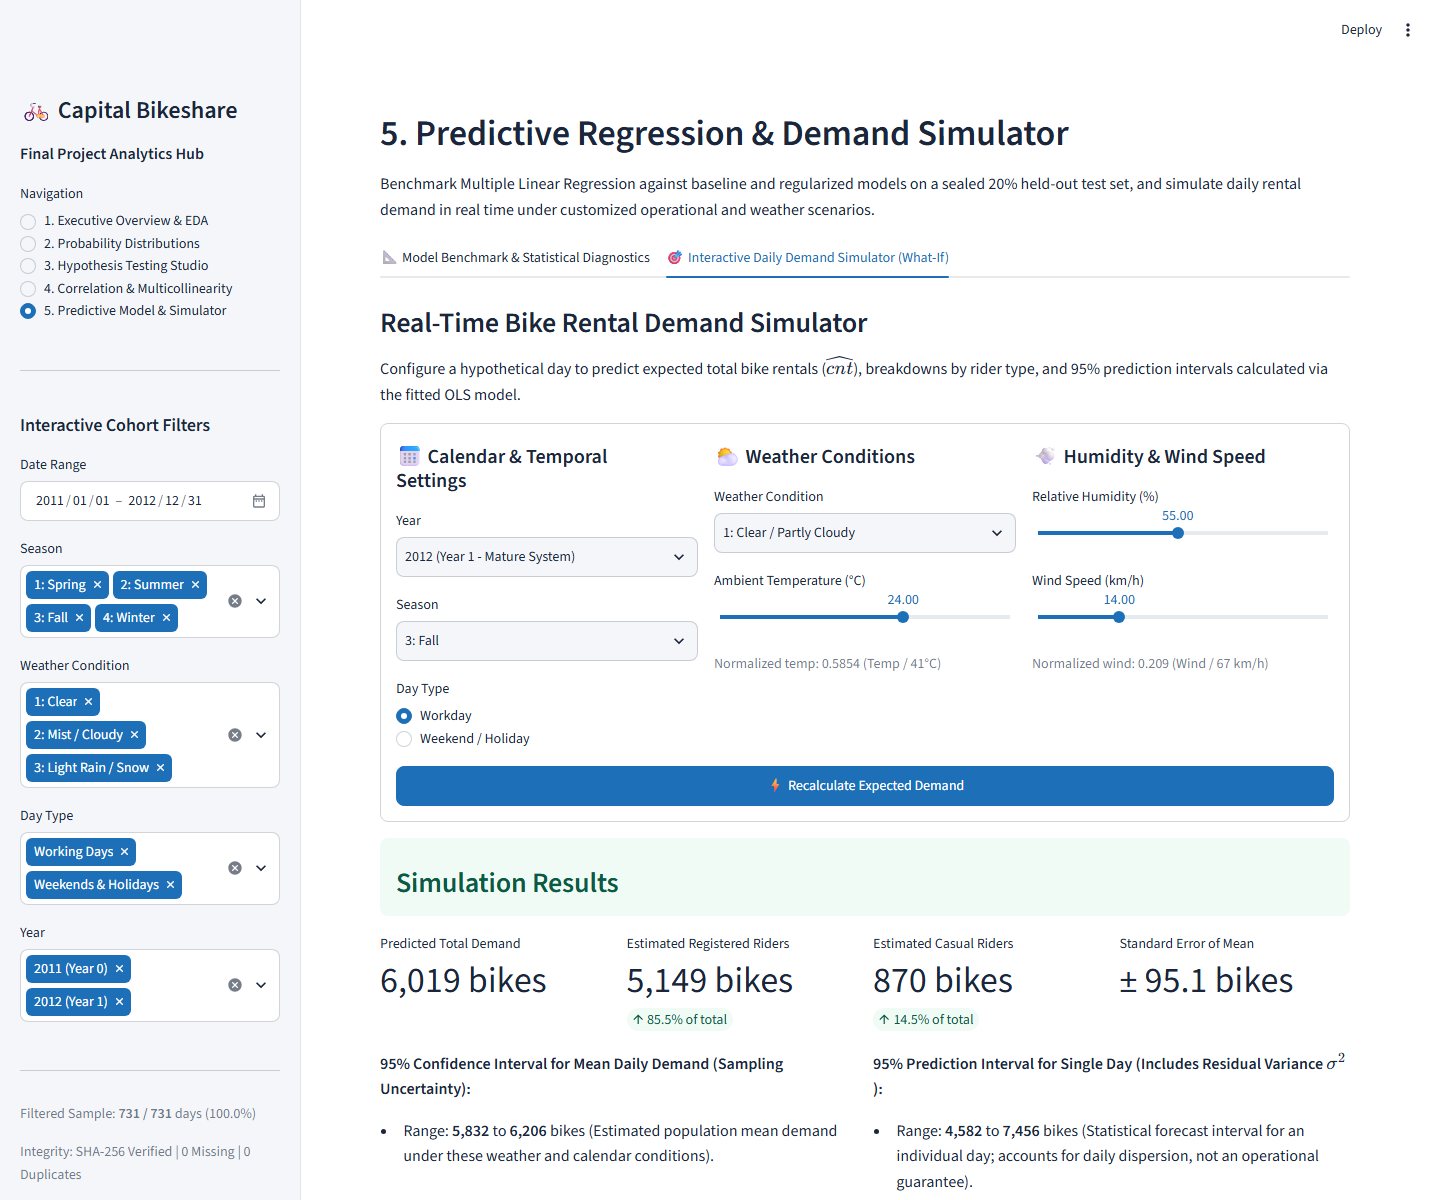 Deploy
Capital Bikeshare
Final Project Analytics Hub
Navigation
1. Executive Overview & EDA
2. Probability Distributions
3. Hypothesis Testing Studio
4. Correlation & Multicollinearity
5. Predictive Model & Simulator
Interactive Cohort Filters
Date Range
2011 / 01 / 01 – 2012 / 12 / 31
Season
1: Spring
2: Summer
3: Fall
4: Winter
Weather Condition
1: Clear
2: Mist / Cloudy
3: Light Rain / Snow
Day Type
Working Days
Weekends & Holidays
Year
2011 (Year 0)
2012 (Year 1)
Filtered Sample: 731 / 731 days (100.0%)
Integrity: SHA-256 Verified | 0 Missing | 0
Duplicates
5. Predictive Regression & Demand Simulator
Benchmark Multiple Linear Regression against baseline and regularized models on a sealed 20% held-out test set, and simulate daily rental
demand in real time under customized operational and weather scenarios.
Model Benchmark & Statistical Diagnostics
Interactive Daily Demand Simulator (What-If)
Real-Time Bike Rental Demand Simulator
Configure a hypothetical day to predict expected total bike rentals (\widehat{cnt}), breakdowns by rider type, and 95% prediction intervals calculated via
the fitted OLS model.
Calendar & Temporal
Settings
Year
2012 (Year 1 - Mature System)
Season
3: Fall
Day Type
Workday
Weekend / Holiday
Weather Conditions
Weather Condition
1: Clear / Partly Cloudy
Ambient Temperature (°C)
24.00
Normalized temp: 0.5854 (Temp / 41°C)
Humidity & Wind Speed
Relative Humidity (%)
55.00
Wind Speed (km/h)
14.00
Normalized wind: 0.209 (Wind / 67 km/h)
Recalculate Expected Demand
Simulation Results
Predicted Total Demand
6,019 bikes
Estimated Registered Riders
5,149 bikes
↑ 85.5% of total
Estimated Casual Riders
870 bikes
↑ 14.5% of total
Standard Error of Mean
± 95.1 bikes
95% Confidence Interval for Mean Daily Demand (Sampling
Uncertainty):
• Range: 5,832 to 6,206 bikes (Estimated population mean demand
under these weather and calendar conditions).
95% Prediction Interval for Single Day (Includes Residual Variance σ²
):
• Range: 4,582 to 7,456 bikes (Statistical forecast interval for an
individual day; accounts for daily dispersion, not an operational
guarantee).